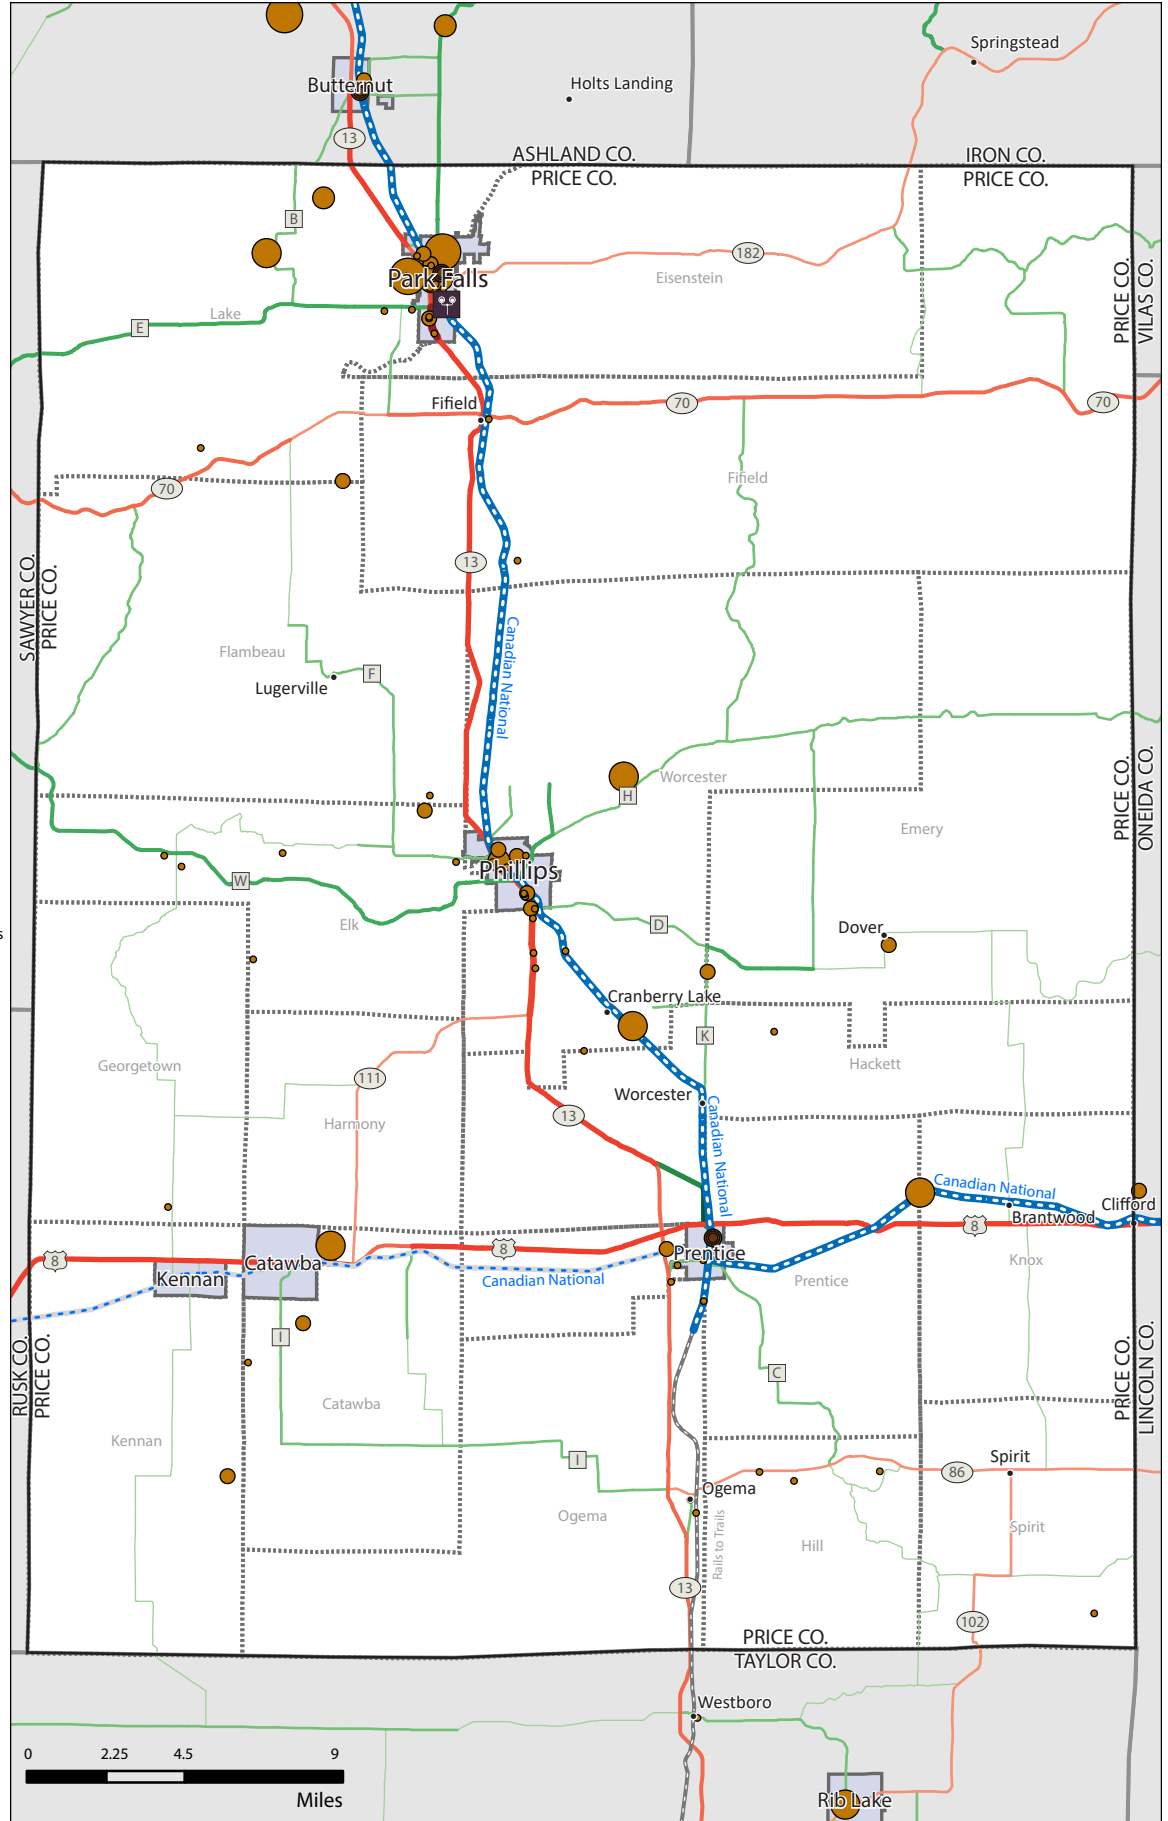 Springstead
Butternut
Holts Landing
13
ASHLAND CO.
PRICE CO.
IRON CO.
PRICE CO.
B
182
Eisenstein
Park Falls
PRICE CO.
VILAS CO.
Lake
E
Fifield
70
70
70
Fifield
13
SAWYER CO.
PRICE CO.
Canadian National
Flambeau
F
Lugerville
Worcester
H
PRICE CO.
ONEIDA CO.
Emery
Phillips
W
Elk
D
Dover
s
Cranberry Lake
K
Georgetown
111
Hackett
Worcester
13
Harmony
Canadian National
Canadian National
Clifford
Brantwood
8
8
8
Prentice
Catawba
Kennan
Canadian National
Prentice
Knox
I
RUSK CO.
PRICE CO.
C
PRICE CO.
LINCOLN CO.
Catawba
Kennan
I
86
Spirit
Ogema
Ogema
Rails to Trails
Hill
Spirit
13
102
PRICE CO.
TAYLOR CO.
Westboro
0 2.25 4.5 9
Miles
Rib Lake